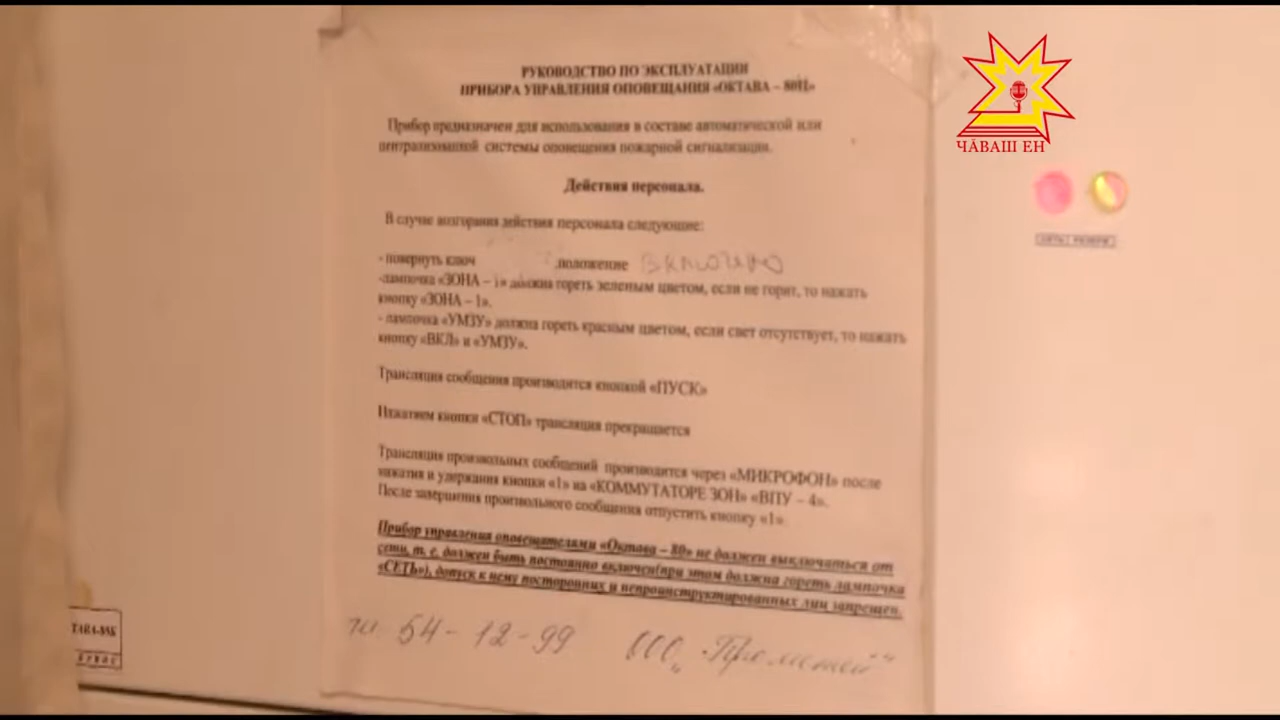 ЧӐВАШ ЕН
РУКОВОДСТВО ПО ЭКСПЛУАТАЦИИ
ПРИБОРА УПРАВЛЕНИЯ ОПОВЕЩАНИЯ «ОКТАВА – 80Ц»
Прибор предназначен для использования в составе автоматической или
централизованной системы оповещения пожарной сигнализации.
Действия персонала.
В случае возгорания действия персонала следующие:
- повернуть ключ положение включено
-лампочка «ЗОНА – 1» должна гореть зеленым цветом, если не горит, то нажать
кнопку «ЗОНА – 1».
- лампочка «УМЗУ» должна гореть красным цветом, если свет отсутствует, то нажать
кнопку «ВКЛ» и «УМЗУ».
Трансляция сообщения производится кнопкой «ПУСК»
Нажатием кнопки «СТОП» трансляция прекращается
Трансляция произвольных сообщений производится через «МИКРОФОН» после
нажатия и удержания кнопки «1» на «КОММУТАТОРЕ ЗОН» «ВПУ – 4».
После завершения произвольного сообщения отпустить кнопку «1».
Прибор управления оповещателями «Октава – 80» не должен выключаться от
сети, т. е. должен быть постоянно включен(при этом должна гореть лампочка
«СЕТЬ»), допуск к нему посторонних и непроинструктированных лиц запрещен.
54-12-99 ООО „Прометей"